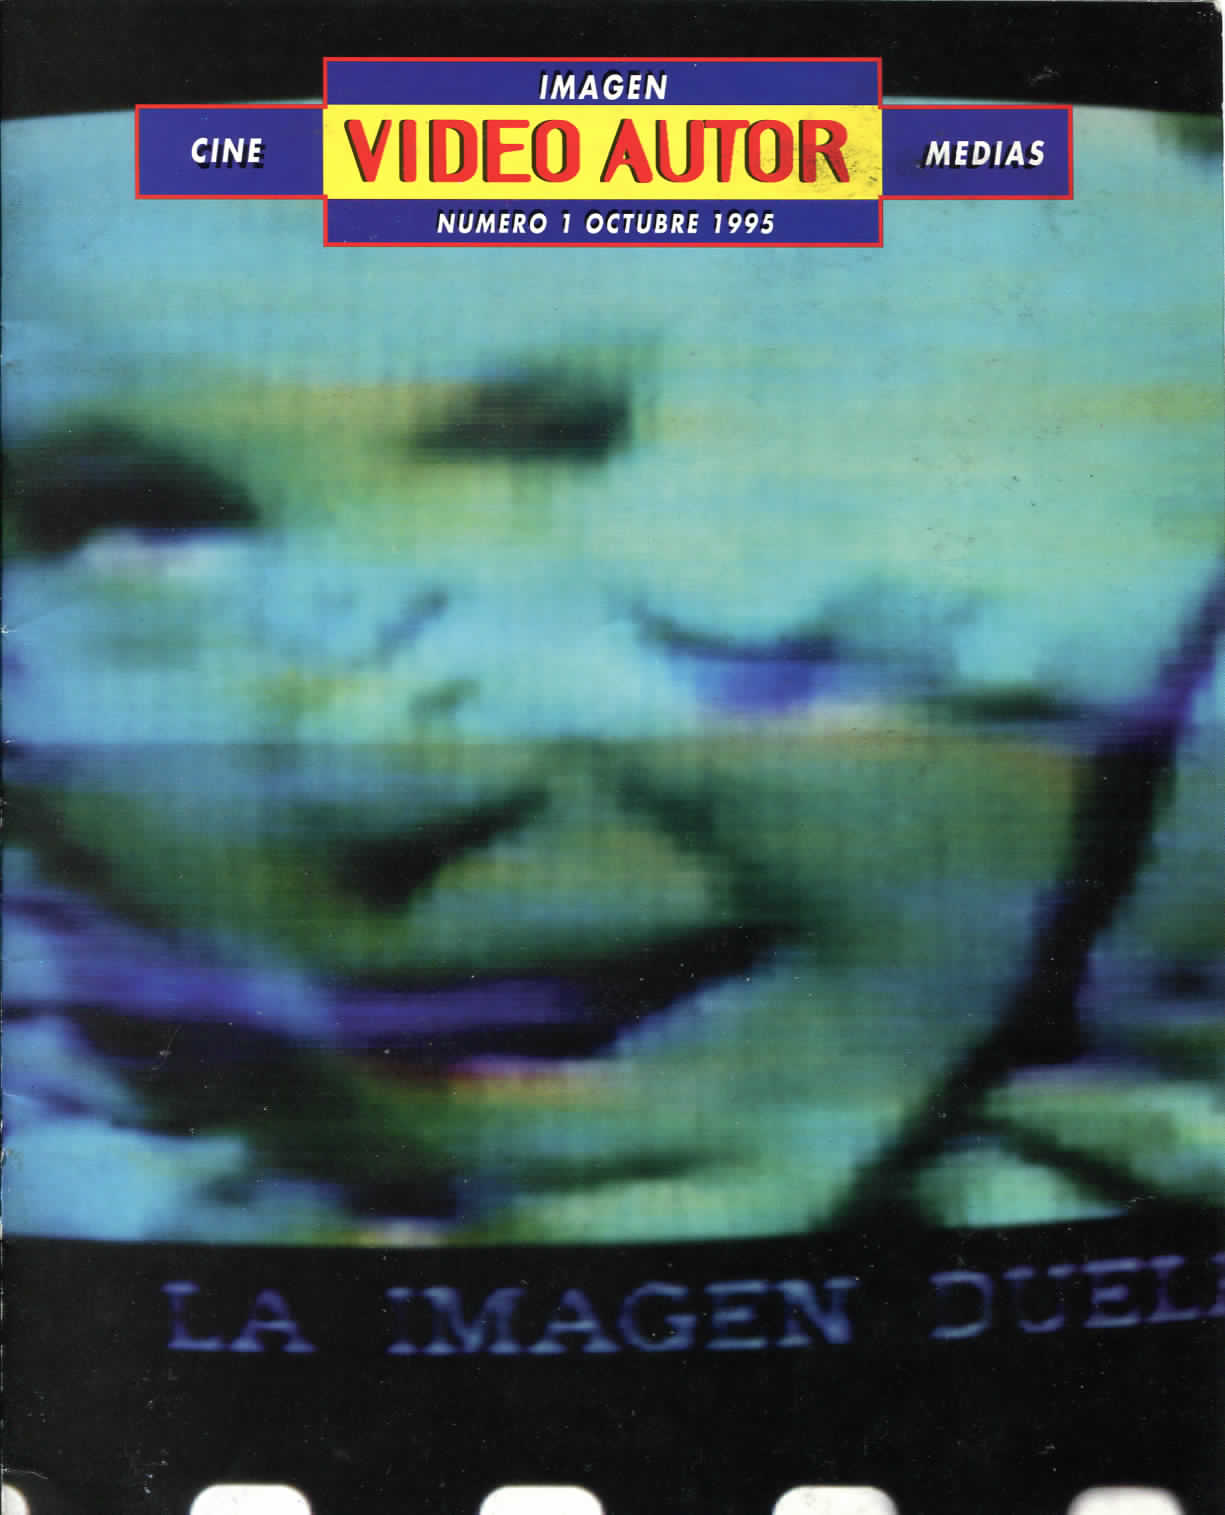 IMAGEN
CINE
VIDEO AUTOR
MEDIAS
NUMERO 1 OCTUBRE 1995
LA IMAGEN